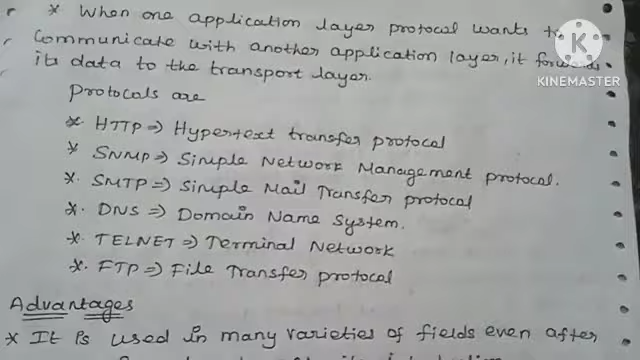 * When one application layer protocol wants to
communicate with another application layer, it forwards
its data to the transport layer.
protocols are
* HTTP => Hypertext transfer protocol
* SNMP => Simple Network Management protocol.
*. SMTP => Simple Mail Transfer protocol
*. DNS => Domain Name System.
*. TELNET => Terminal Network
*. FTP => File Transfer protocol
Advantages
* It is used in many varieties of fields even after
K
KINEMASTER